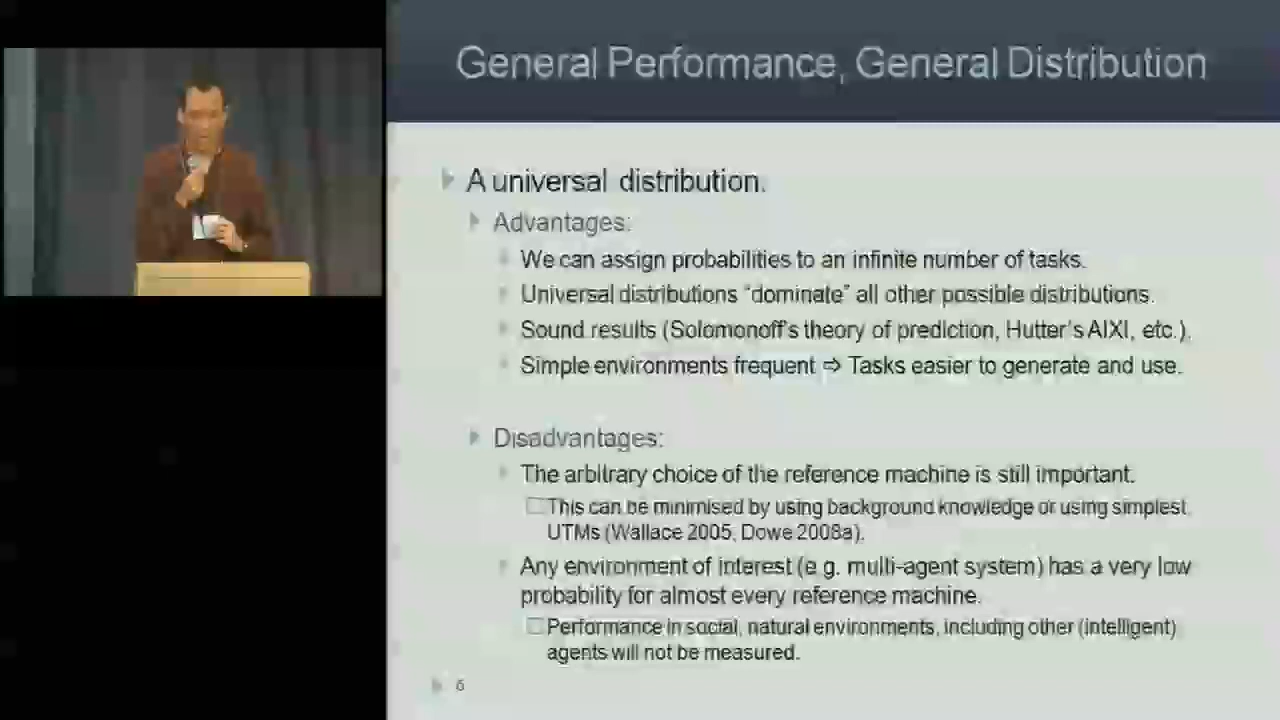 General Performance, General Distribution
A universal distribution.
Advantages:
We can assign probabilities to an infinite number of tasks.
Universal distributions "dominate" all other possible distributions.
Sound results (Solomonoff's theory of prediction, Hutter's AIXI, etc.).
Simple environments frequent ⇨ Tasks easier to generate and use.
Disadvantages:
The arbitrary choice of the reference machine is still important.
This can be minimised by using background knowledge or using simplest
UTMs (Wallace 2005, Dowe 2008a).
Any environment of interest (e.g. multi-agent system) has a very low
probability for almost every reference machine.
Performance in social, natural environments, including other (intelligent)
agents will not be measured.
6